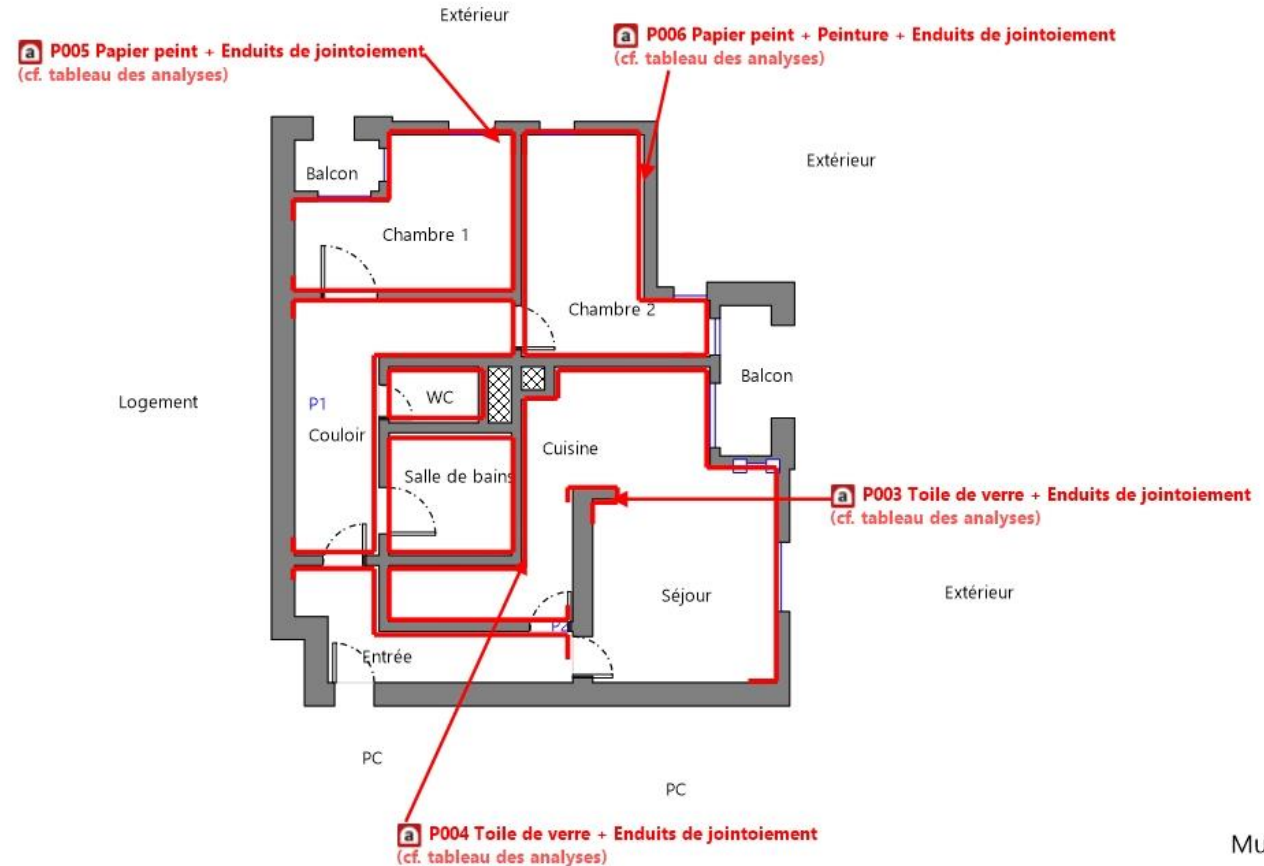 Extérieur
a P005 Papier peint + Enduits de jointoiement
(cf. tableau des analyses)
a P006 Papier peint + Peinture + Enduits de jointoiement
(cf. tableau des analyses)
Balcon
Extérieur
Chambre 1
Chambre 2
Balcon
Logement
P1
WC
Couloir
Cuisine
Salle de bains
a P003 Toile de verre + Enduits de jointoiement
(cf. tableau des analyses)
Séjour
Extérieur
P2
Entrée
PC
PC
a P004 Toile de verre + Enduits de jointoiement
(cf. tableau des analyses)
Mu